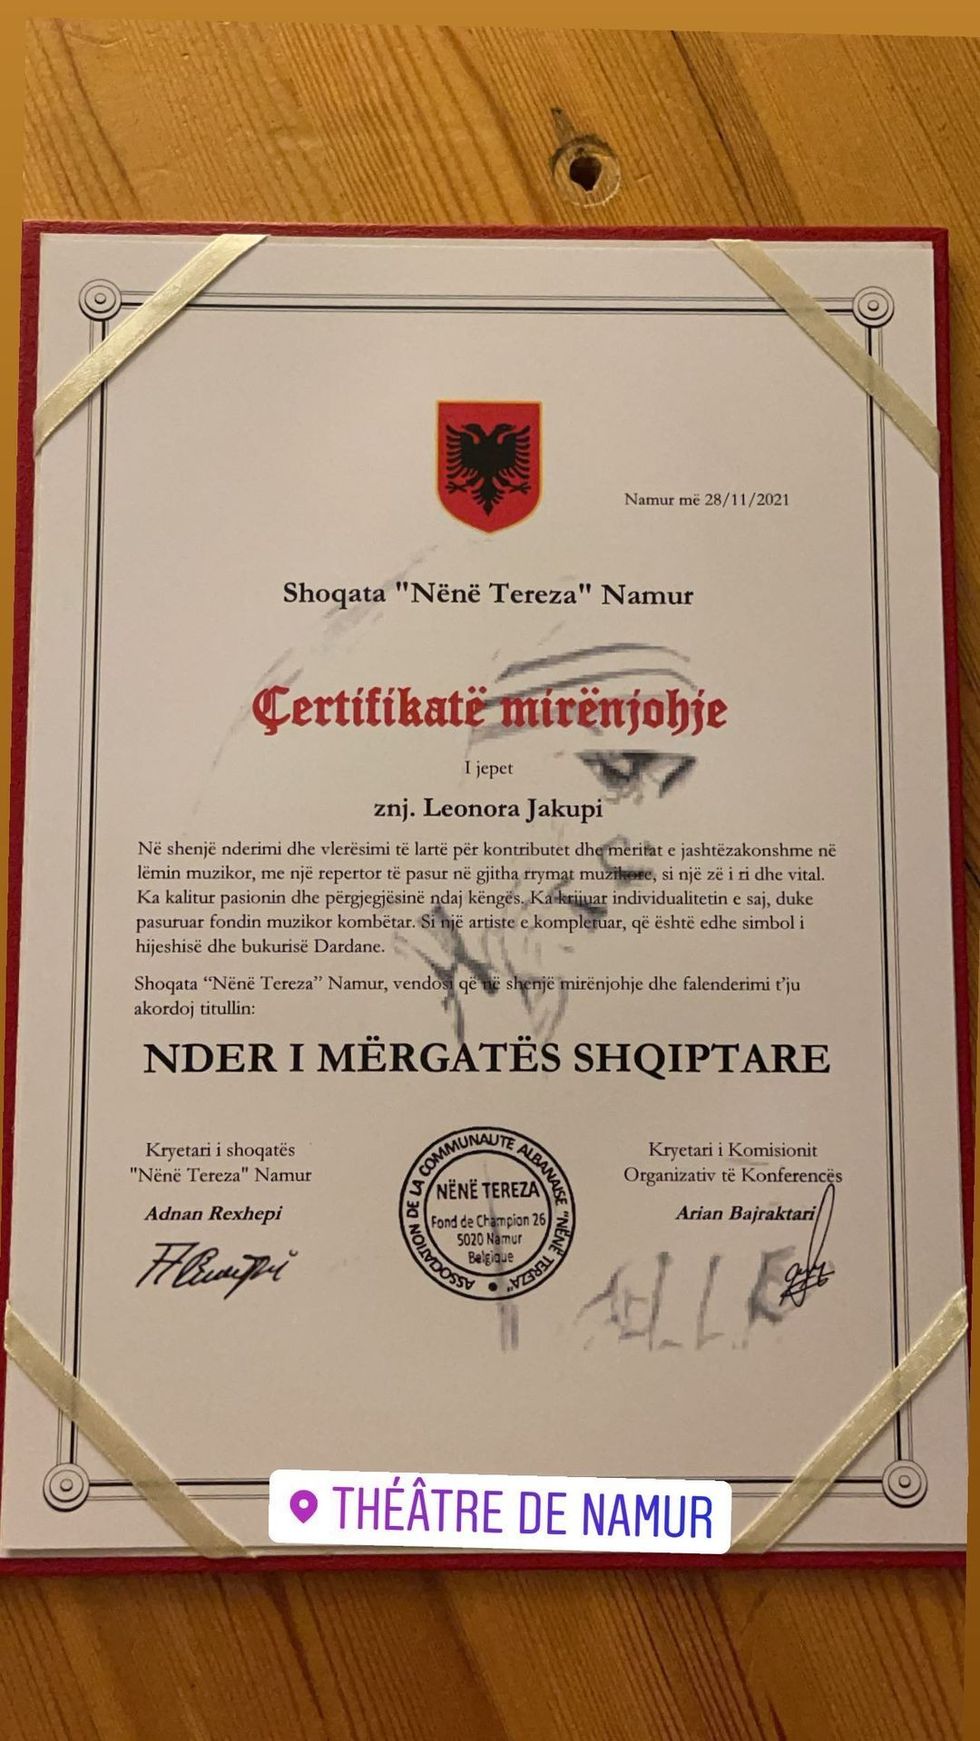 Namur më 28/11/2021
Shoqata "Nënë Tereza" Namur
Çertifikatë mirënjohje
I jepet
znj. Leonora Jakupi
Në shenjë nderimi dhe vlerësimi të lartë për kontributet dhe meritat e jashtëzakonshme në
lëmin muzikor, me një repertor të pasur në gjitha rrymat muzikore, si një zë i ri dhe vital.
Ka kalitur pasionin dhe përgjegjësinë ndaj këngës. Ka krijuar individualitetin e saj, duke
pasuruar fondin muzikor kombëtar. Si një artiste e kompletuar, që është edhe simbol i
hijeshisë dhe bukurisë Dardane.
Shoqata “Nënë Tereza” Namur, vendosi që në shenjë mirënjohje dhe falenderimi t’ju
akordoj titullin:
NDER I MËRGATËS SHQIPTARE
Kryetari i shoqatës
"Nënë Tereza" Namur
Adnan Rexhepi
ASSOCIATION DE LA COMMUNAUTE ALBANAISE "NËNË TEREZA"
NËNË TEREZA
Fond de Champion 26
5020 Namur
Belgique
Kryetari i Komisionit
Organizativ të Konferencës
Arian Bajraktari
THÉÂTRE DE NAMUR